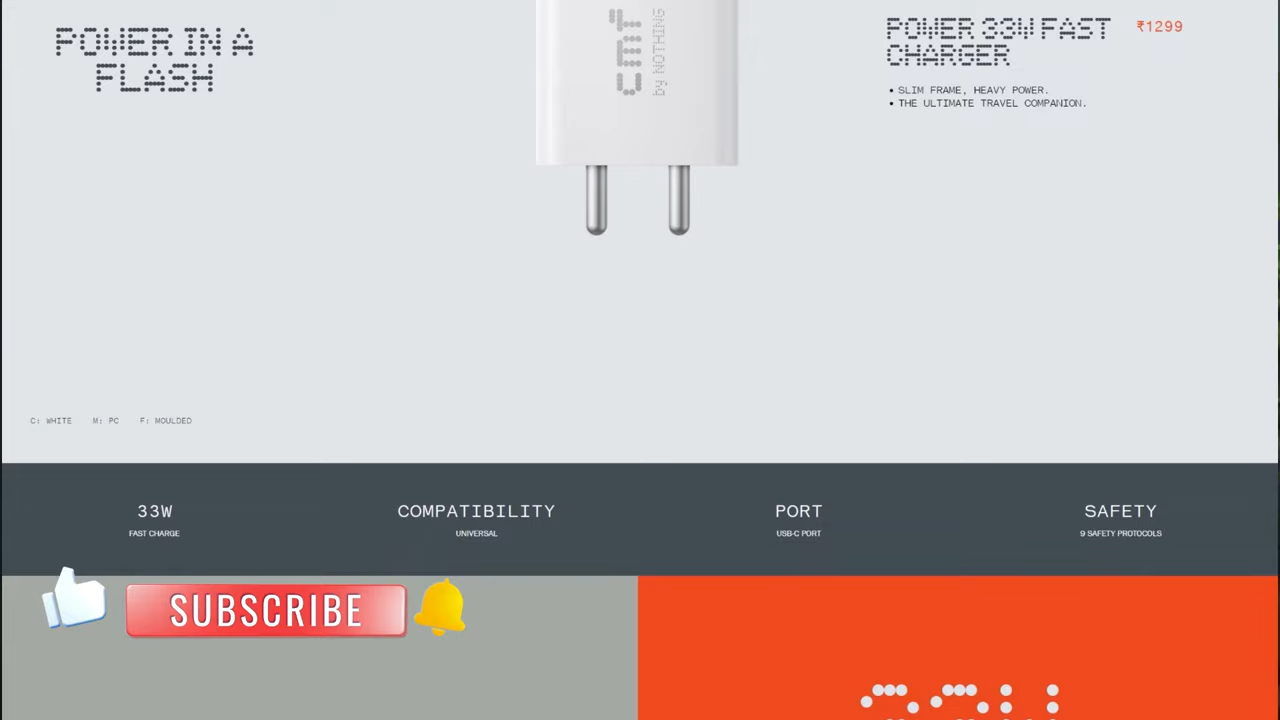 POWER IN A
FLASH
cmf
by NOTHING
POWER 33W FAST
CHARGER
₹1299
• SLIM FRAME, HEAVY POWER.
• THE ULTIMATE TRAVEL COMPANION.
C: WHITE M: PC F: MOULDED
33W
FAST CHARGE
COMPATIBILITY
UNIVERSAL
PORT
USB-C PORT
SAFETY
9 SAFETY PROTOCOLS
SUBSCRIBE